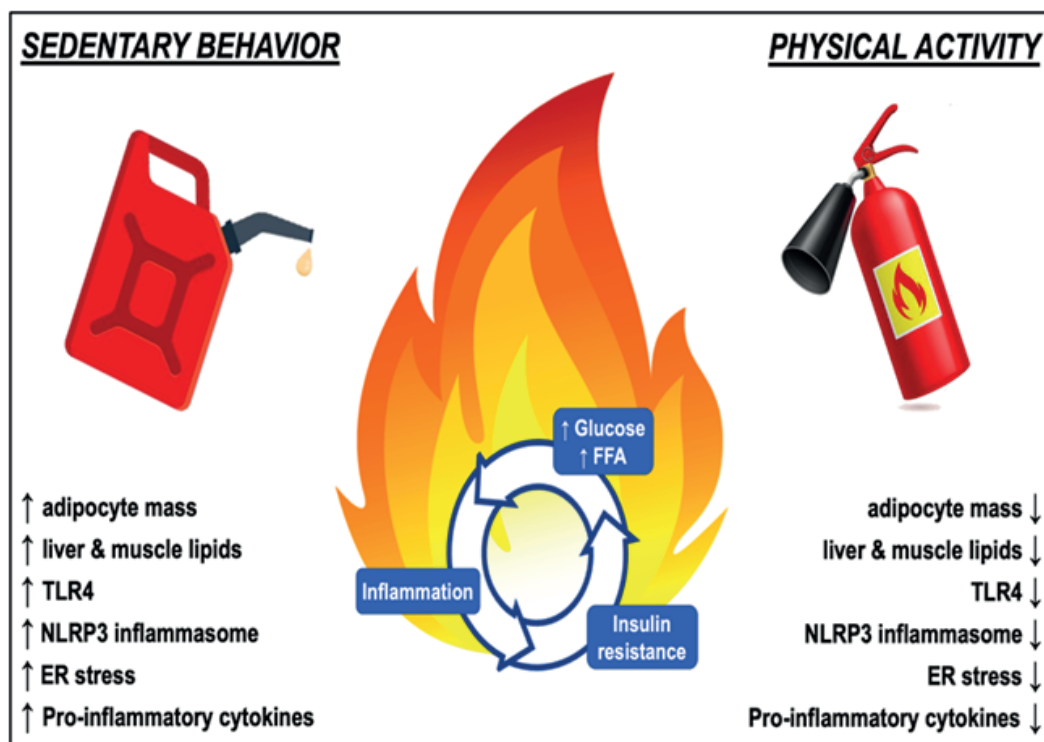 SEDENTARY BEHAVIOR
PHYSICAL ACTIVITY
↑ Glucose
↑ FFA
Inflammation
Insulin
resistance
↑ adipocyte mass
↑ liver & muscle lipids
↑ TLR4
↑ NLRP3 inflammasome
↑ ER stress
↑ Pro-inflammatory cytokines
adipocyte mass ↓
liver & muscle lipids ↓
TLR4 ↓
NLRP3 inflammasome ↓
ER stress ↓
Pro-inflammatory cytokines ↓